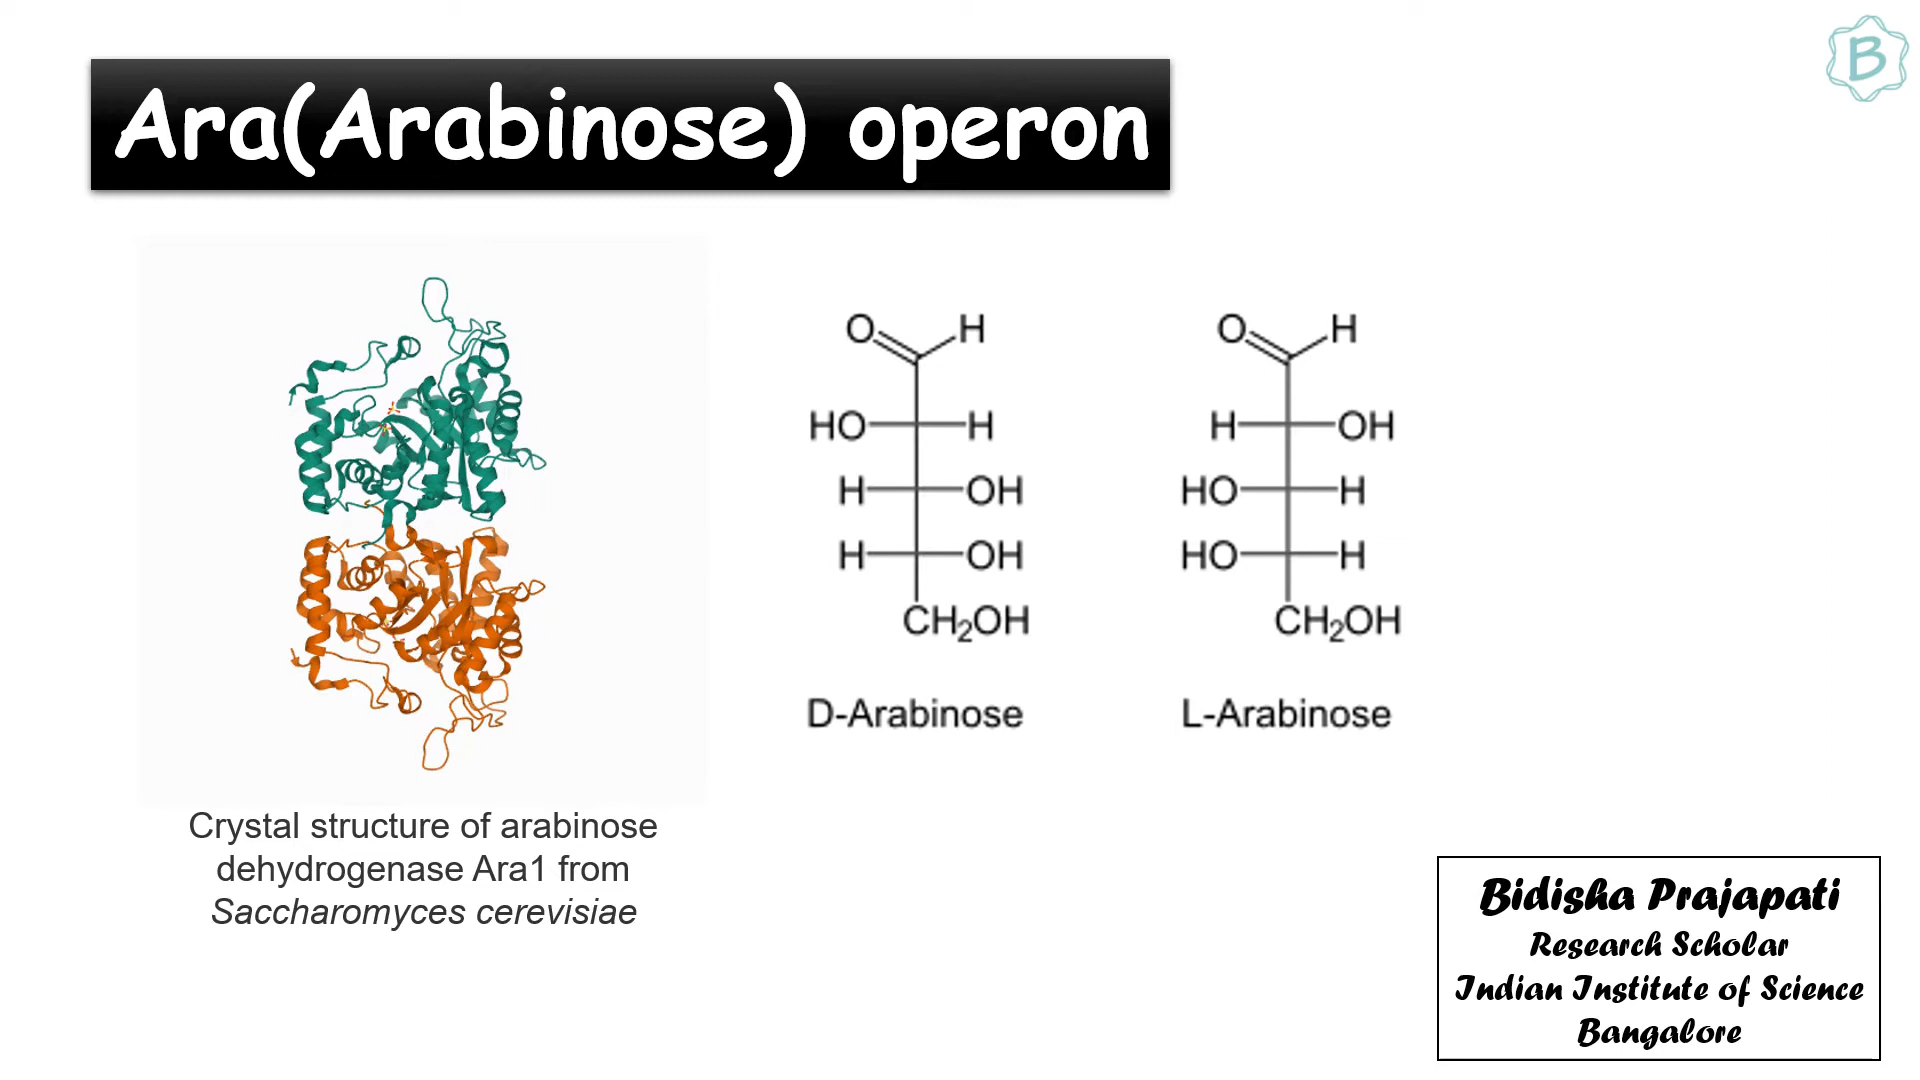 B
Ara(Arabinose) operon
O H
HO H
H OH
H OH
CH₂OH
D-Arabinose
O H
H OH
HO H
HO H
CH₂OH
L-Arabinose
Crystal structure of arabinose
dehydrogenase Ara1 from
Saccharomyces cerevisiae
Bidisha Prajapati
Research Scholar
Indian Institute of Science
Bangalore